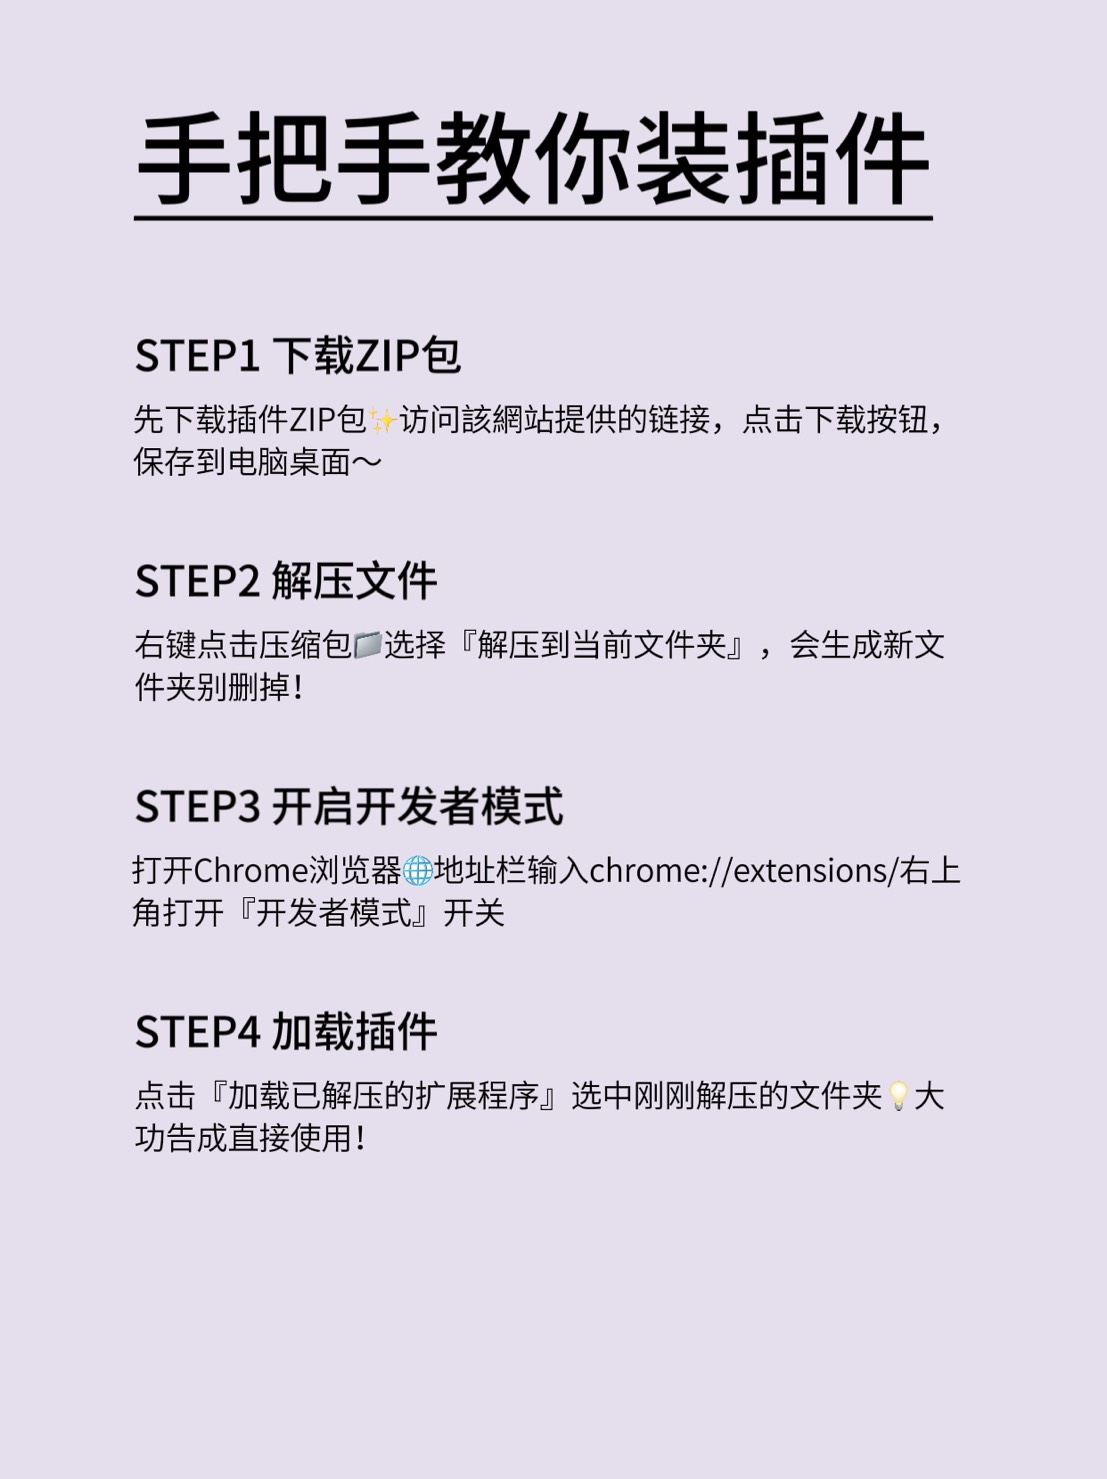 手把手教你装插件
STEP1 下载ZIP包
先下载插件ZIP包✨访问該網站提供的链接，点击下载按钮，
保存到电脑桌面～
STEP2 解压文件
右键点击压缩包📁选择『解压到当前文件夹』，会生成新文
件夹别删掉！
STEP3 开启开发者模式
打开Chrome浏览器🌐地址栏输入chrome://extensions/右上
角打开『开发者模式』开关
STEP4 加载插件
点击『加载已解压的扩展程序』选中刚刚解压的文件夹💡大
功告成直接使用！